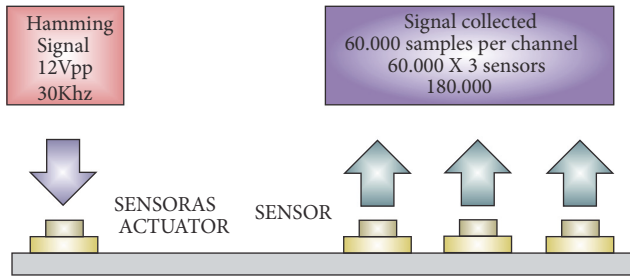 Hamming
Signal
12Vpp
30Khz
Signal collected
60.000 samples per channel
60.000 X 3 sensors
180.000
SENSORAS
ACTUATOR
SENSOR